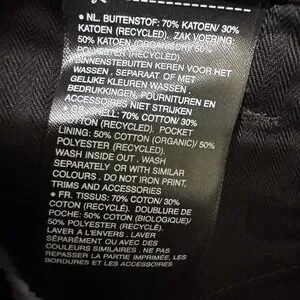 • NL. BUITENSTOF: 70% KATOEN/ 30%
KATOEN (RECYCLED). ZAK VOERING:
50% KATOEN (ORGANISCH)/ 50%
POLYESTER (RECYCLED).
BINNENSTEBUITEN KEREN VOOR HET
WASSEN . SEPARAAT OF MET
GELIJKE KLEUREN WASSEN .
BEDRUKKINGEN, FOURNITUREN EN
ACCESSOIRES NIET STRIJKEN
• GB. SHELL: 70% COTTON/ 30%
COTTON (RECYCLED). POCKET
LINING: 50% COTTON (ORGANIC)/ 50%
POLYESTER (RECYCLED).
WASH INSIDE OUT . WASH
SEPARATELY OR WITH SIMILAR
COLOURS . DO NOT IRON PRINT,
TRIMS AND ACCESSORIES
• FR. TISSUS: 70% COTON/ 30%
COTON (RECYCLÉ). DOUBLURE DE
POCHE: 50% COTON (BIOLOGIQUE)/
50% POLYESTER (RECYCLÉ).
LAVER A L'ENVERS . LAVER
SÉPARÉMENT OU AVEC DES
COULEURS SIMILAIRES . NE PAS
REPASSER LA PARTIE IMPRIMÉE, LES
BORDURES ET LES ACCESSOIRES